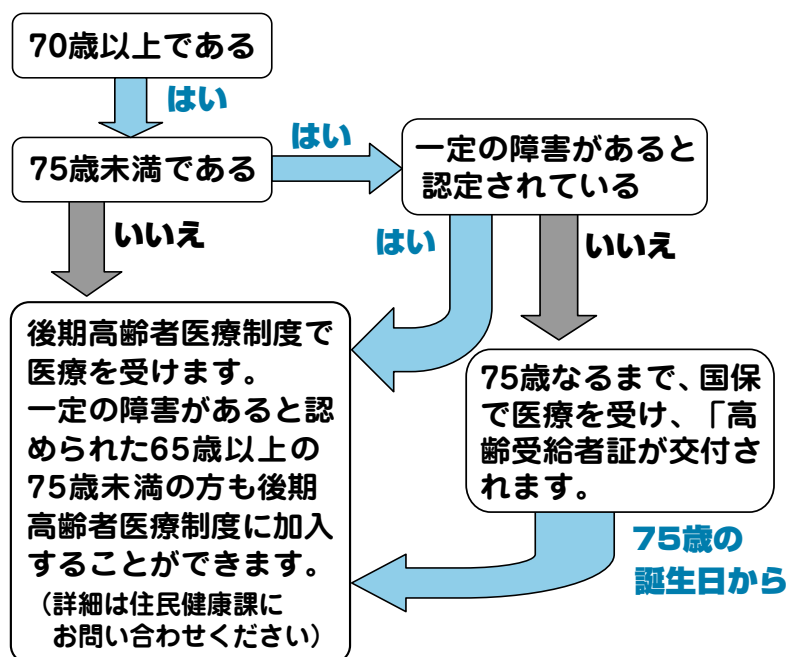 70歳以上である
はい
75歳未満である
はい
一定の障害があると
認定されている
いいえ
はい
いいえ
後期高齢者医療制度で
医療を受けます。
一定の障害があると認
められた65歳以上の
75歳未満の方も後期
高齢者医療制度に加入
することができます。
（詳細は住民健康課に
お問い合わせください）
75歳なるまで、国保
で医療を受け、「高
齢受給者証が交付さ
れます。
75歳の
誕生日から